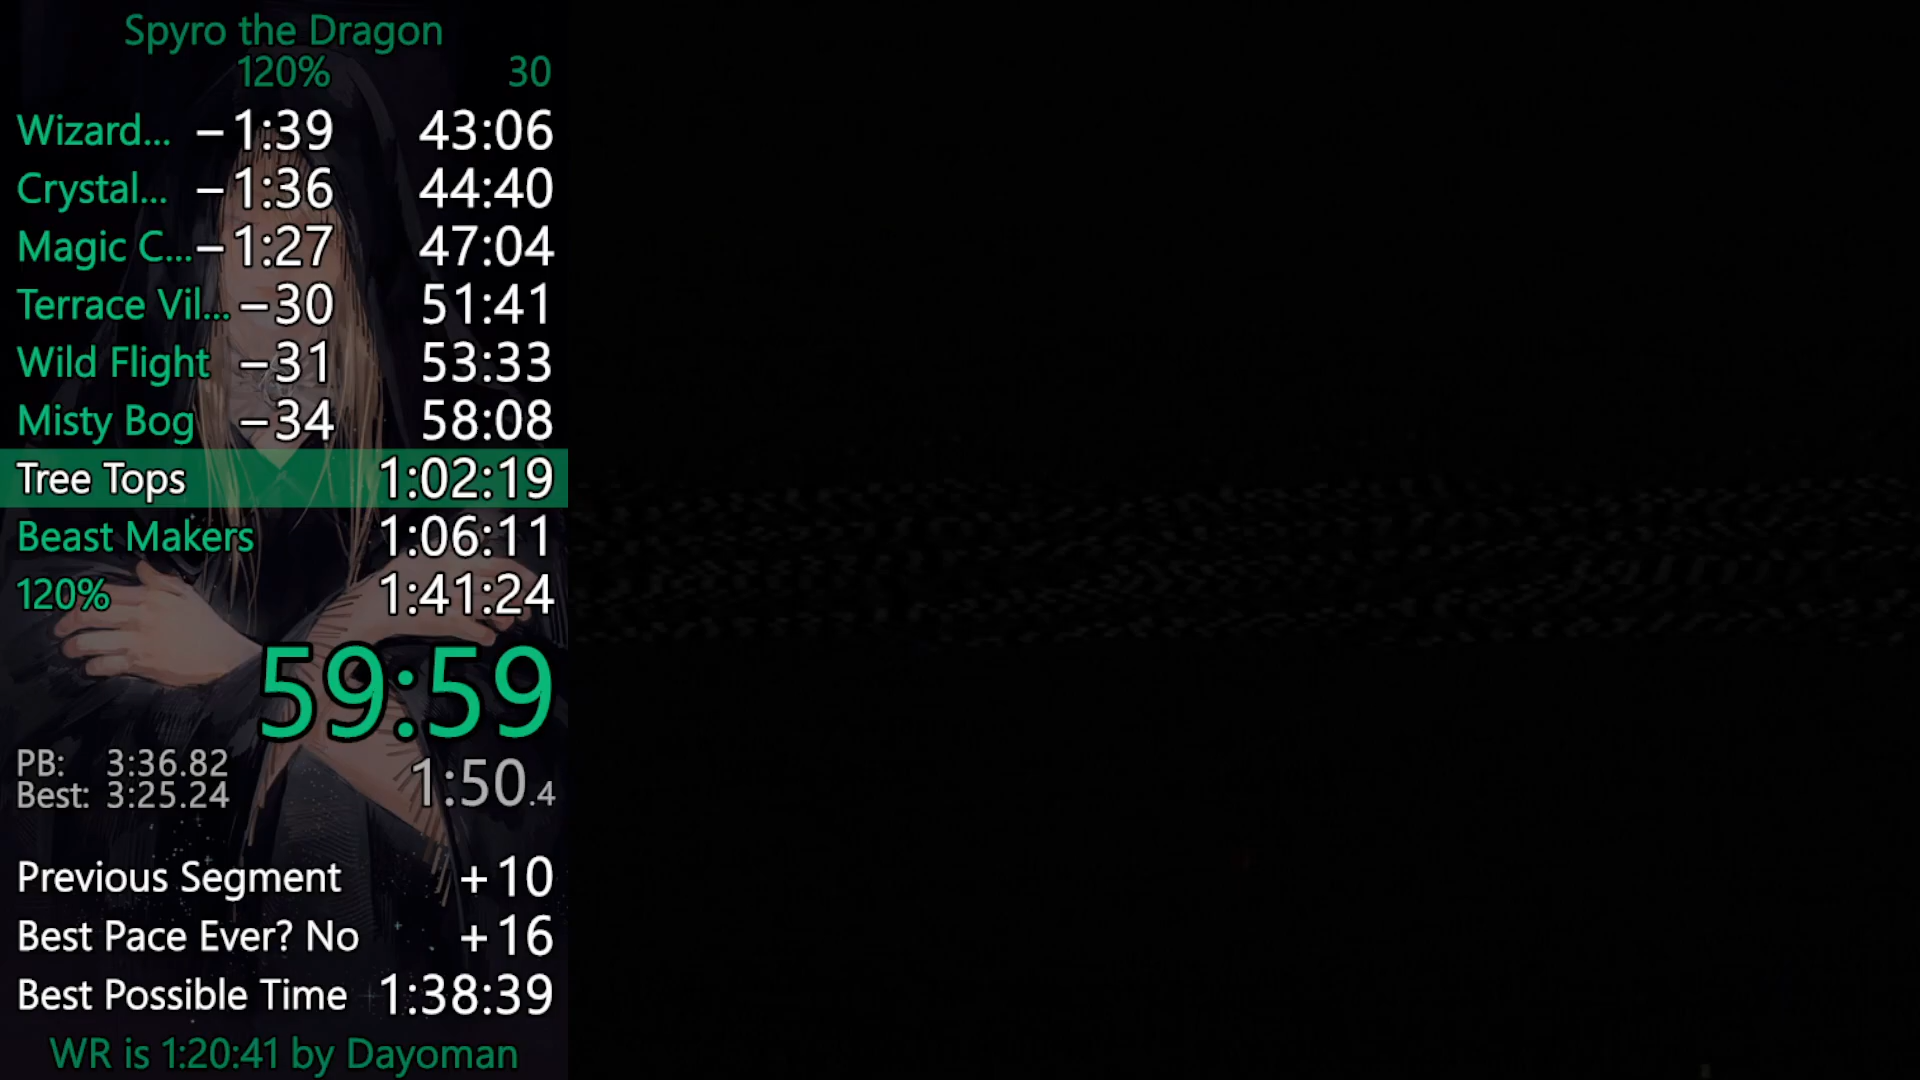 Spyro the Dragon
120% 30
Wizard... −1:39 43:06
Crystal... −1:36 44:40
Magic C... −1:27 47:04
Terrace Vil... −30 51:41
Wild Flight −31 53:33
Misty Bog −34 58:08
Tree Tops 1:02:19
Beast Makers 1:06:11
120% 1:41:24
59:59
PB: 3:36.82
Best: 3:25.24 1:50.4
Previous Segment +10
Best Pace Ever? No +16
Best Possible Time 1:38:39
WR is 1:20:41 by Dayoman